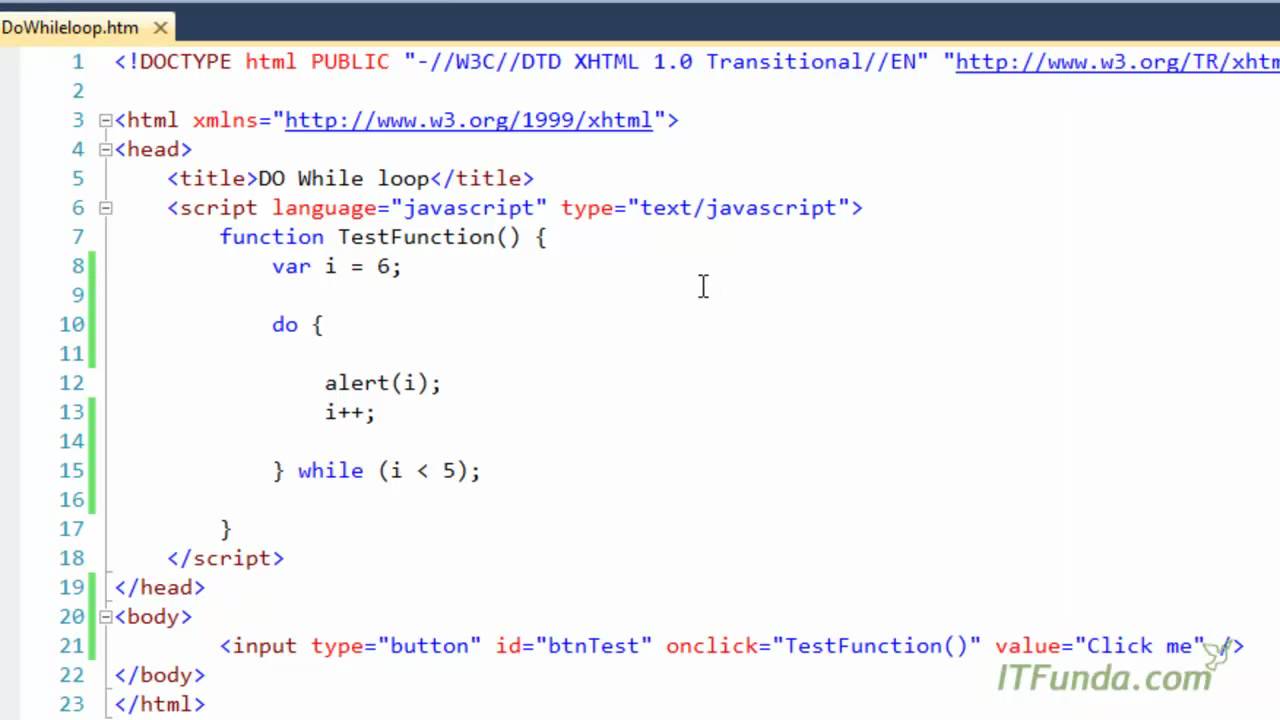 DoWhileloop.htm
1 <!DOCTYPE html PUBLIC "-//W3C//DTD XHTML 1.0 Transitional//EN" "http://www.w3.org/TR/xhtm
2
3 <html xmlns="http://www.w3.org/1999/xhtml">
4 <head>
5 <title>DO While loop</title>
6 <script language="javascript" type="text/javascript">
7 function TestFunction() {
8 var i = 6;
9
10 do {
11
12 alert(i);
13 i++;
14
15 } while (i < 5);
16
17 }
18 </script>
19 </head>
20 <body>
21 <input type="button" id="btnTest" onclick="TestFunction()" value="Click me" />
22 </body>
23 </html>
ITFunda.com